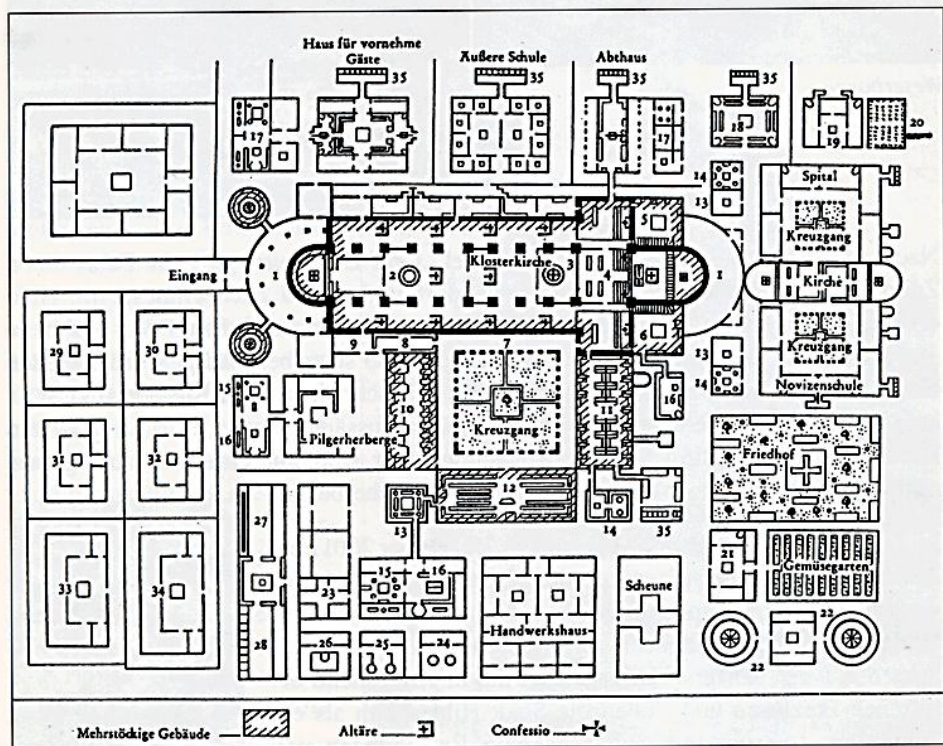 Haus für vornehme
Gäste
Äußere Schule
Abthaus
35
35
35
35
17
17
18
19
20
14
13
Spital
Kreuzgang
5
Klosterkirche
Eingang
1
2
3
4
1
Kirche
6
9
8
7
Kreuzgang
29
30
13
14
Novizenschule
15
16
Pilgerherberge
10
Kreuzgang
11
16
31
32
Friedhof
12
13
14
35
27
33
34
28
23
15
16
Handwerkshaus
Scheune
21
Gemüsegarten
26
25
24
22
22
Mehrstöckige Gebäude
Altäre
Confessio